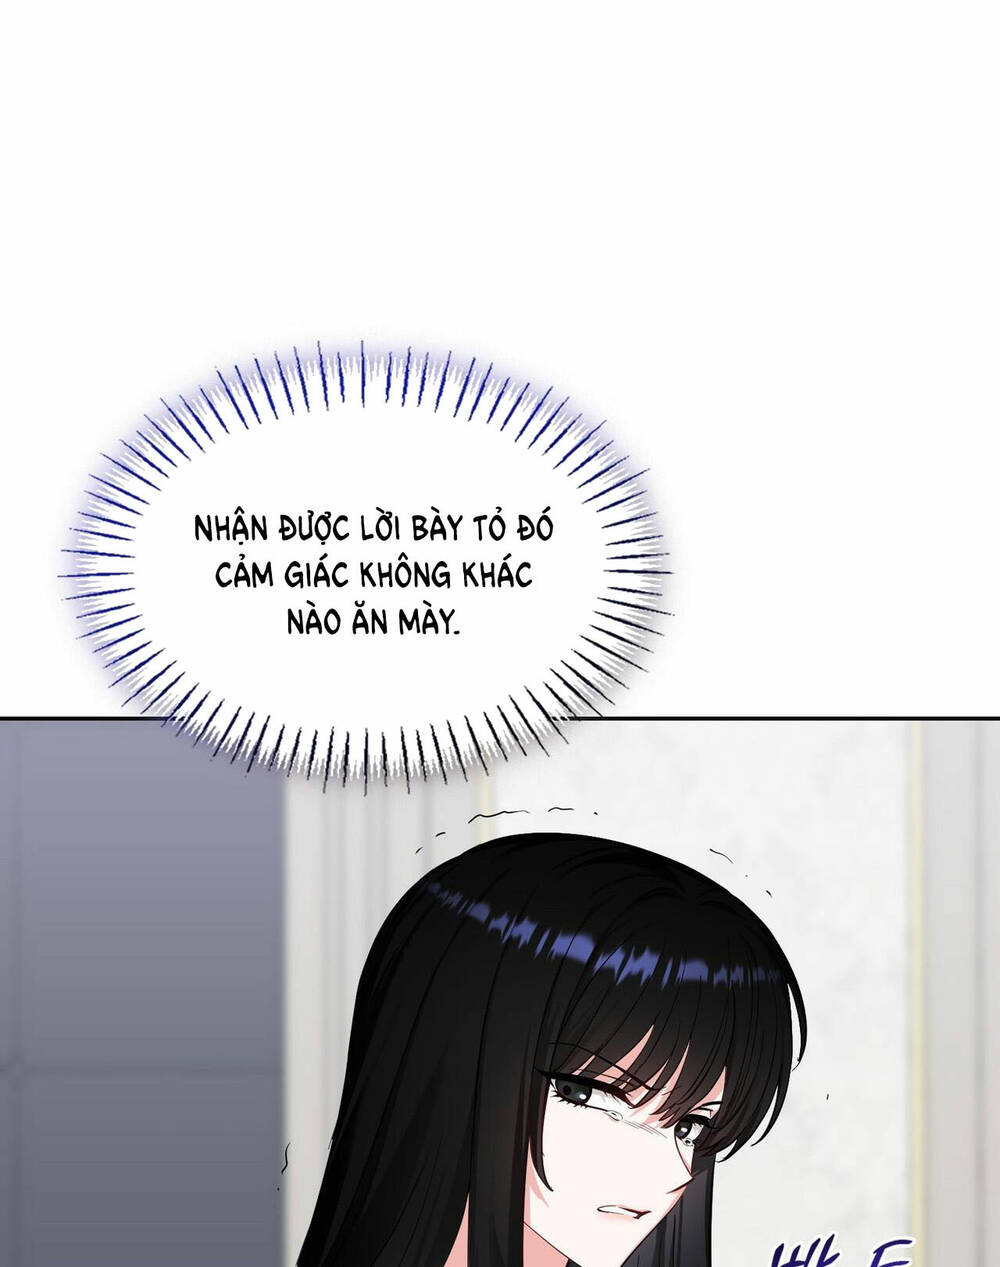 NHẬN ĐƯỢC LỜI BÀY TỎ ĐÓ
CẢM GIÁC KHÔNG KHÁC
NÀO ĂN MÀY.